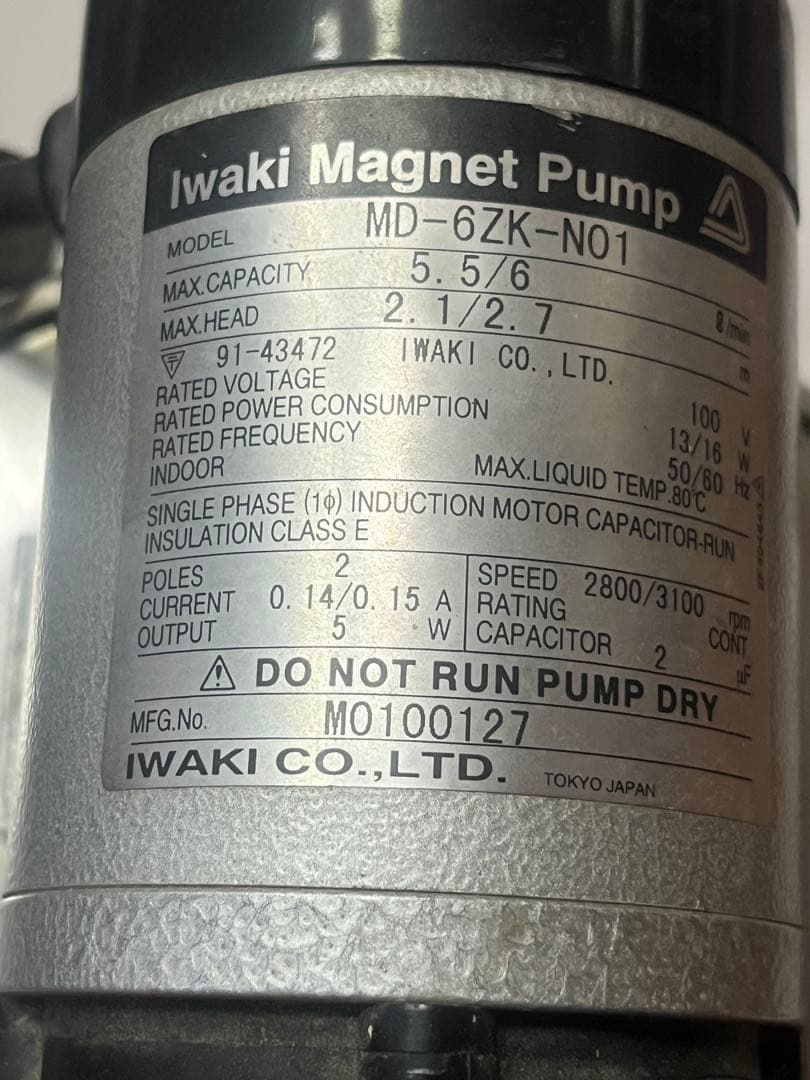 Iwaki Magnet Pump
MODEL MD-6ZK-N01
MAX.CAPACITY 5.5/6 ℓ/min
MAX.HEAD 2.1/2.7 m
91-43472 IWAKI CO.,LTD.
RATED VOLTAGE 100 V
RATED POWER CONSUMPTION 13/16 W
RATED FREQUENCY 50/60 Hz
INDOOR MAX.LIQUID TEMP.80℃
SINGLE PHASE (1ϕ) INDUCTION MOTOR CAPACITOR-RUN
INSULATION CLASS E
POLES 2 SPEED 2800/3100 rpm
CURRENT 0.14/0.15 A RATING CONT
OUTPUT 5 W CAPACITOR 2 μF
⚠ DO NOT RUN PUMP DRY
MFG.No. M0100127
IWAKI CO.,LTD. TOKYO JAPAN